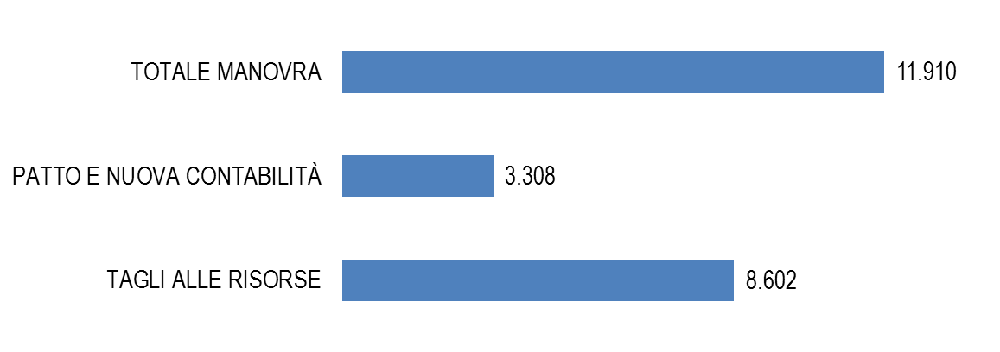 TOTALE MANOVRA 11.910
PATTO E NUOVA CONTABILITÀ 3.308
TAGLI ALLE RISORSE 8.602